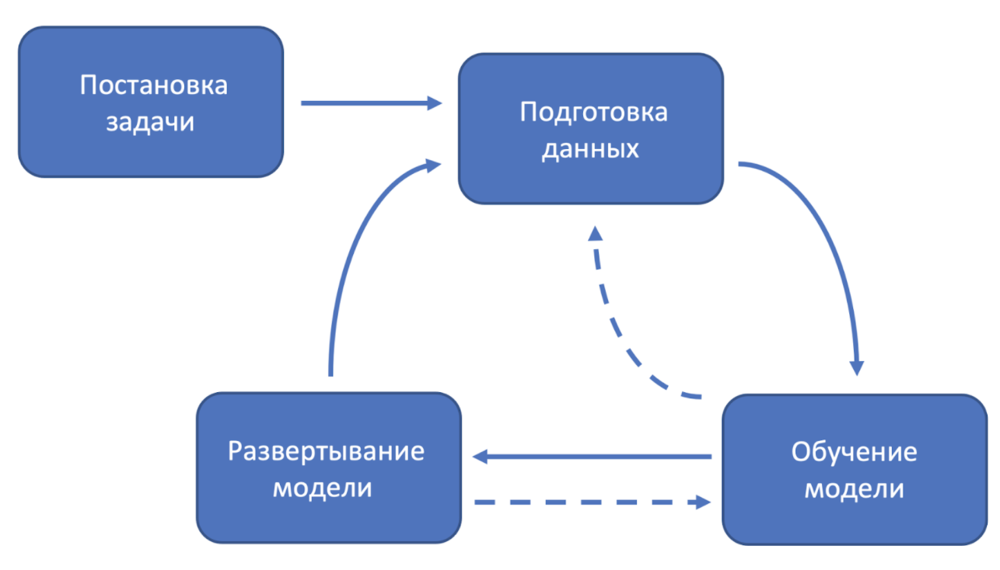 Постановка
задачи
Подготовка
данных
Развертывание
модели
Обучение
модели